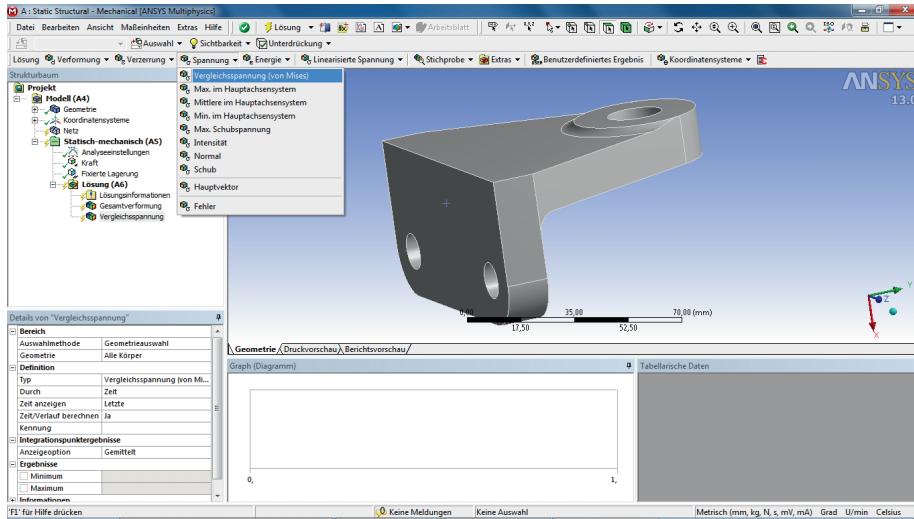 A : Static Structural - Mechanical [ANSYS Multiphysics]
Datei Bearbeiten Ansicht Maßeinheiten Extras Hilfe Lösung Arbeitsblatt
Auswahl Sichtbarkeit Unterdrückung
Lösung Verformung Verzerrung Spannung Energie Linearisierte Spannung Stichprobe Extras Benutzerdefiniertes Ergebnis Koordinatensysteme
Strukturbaum
Projekt
Modell (A4)
Geometrie
Koordinatensysteme
Netz
Statisch-mechanisch (A5)
Analyseeinstellungen
Kraft
Fixierte Lagerung
Lösung (A6)
Lösungsinformationen
Gesamtverformung
Vergleichsspannung
Vergleichsspannung (von Mises)
Max. im Hauptachsensystem
Mittlere im Hauptachsensystem
Min. im Hauptachsensystem
Max. Schubspannung
Intensität
Normal
Schub
Hauptvektor
Fehler
ANSYS
13.0
0,00 35,00 70,00 (mm)
17,50 52,50
Y
Z
X
Geometrie Druckvorschau Berichtsvorschau
Details von "Vergleichsspannung"
Bereich
Auswahlmethode Geometrieauswahl
Geometrie Alle Körper
Definition
Typ Vergleichsspannung (von Mi...
Durch Zeit
Zeit anzeigen Letzte
Zeit/Verlauf berechnen Ja
Kennung
Integrationspunktergebnisse
Anzeigeoption Gemittelt
Ergebnisse
Minimum
Maximum
Informationen
Graph (Diagramm)
0, 1,
Tabellarische Daten
'F1' für Hilfe drücken 0 Keine Meldungen Keine Auswahl Metrisch (mm, kg, N, s, mV, mA) Grad U/min Celsius